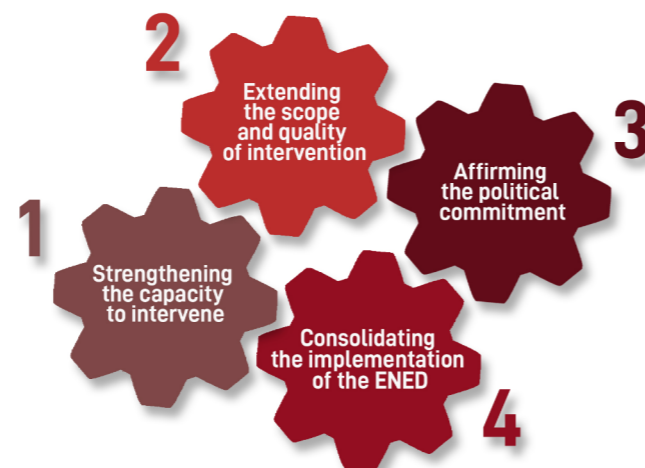 1
Strengthening
the capacity
to intervene
2
Extending
the scope
and quality
of intervention
3
Affirming
the political
commitment
4
Consolidating
the implementation
of the ENED